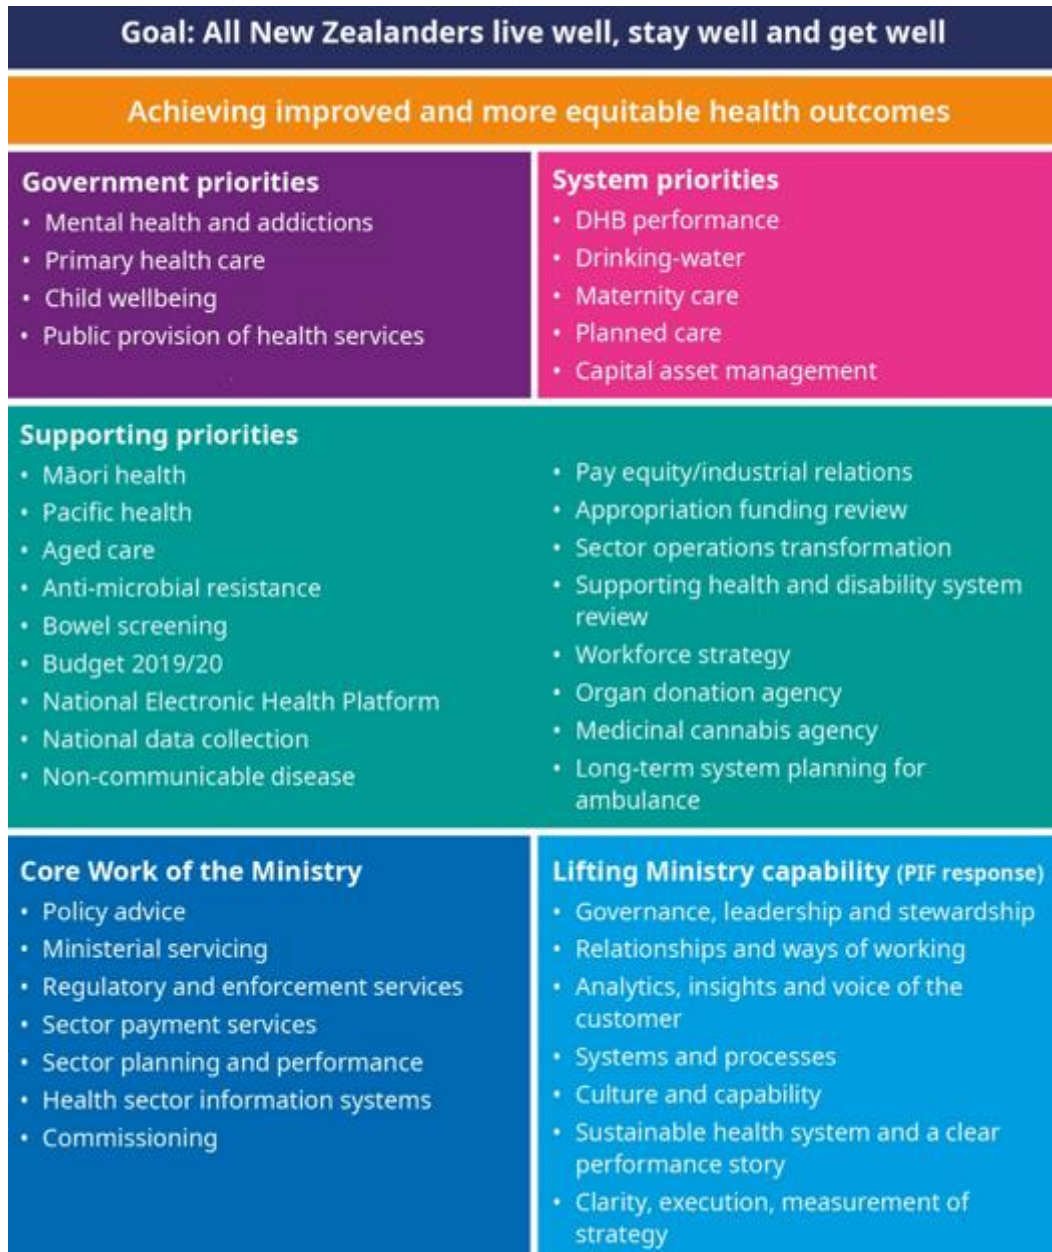 Goal: All New Zealanders live well, stay well and get well
Achieving improved and more equitable health outcomes
Government priorities
• Mental health and addictions
• Primary health care
• Child wellbeing
• Public provision of health services
System priorities
• DHB performance
• Drinking-water
• Maternity care
• Planned care
• Capital asset management
Supporting priorities
• Māori health
• Pacific health
• Aged care
• Anti-microbial resistance
• Bowel screening
• Budget 2019/20
• National Electronic Health Platform
• National data collection
• Non-communicable disease
• Pay equity/industrial relations
• Appropriation funding review
• Sector operations transformation
• Supporting health and disability system
review
• Workforce strategy
• Organ donation agency
• Medicinal cannabis agency
• Long-term system planning for
ambulance
Core Work of the Ministry
• Policy advice
• Ministerial servicing
• Regulatory and enforcement services
• Sector payment services
• Sector planning and performance
• Health sector information systems
• Commissioning
Lifting Ministry capability (PIF response)
• Governance, leadership and stewardship
• Relationships and ways of working
• Analytics, insights and voice of the
customer
• Systems and processes
• Culture and capability
• Sustainable health system and a clear
performance story
• Clarity, execution, measurement of
strategy